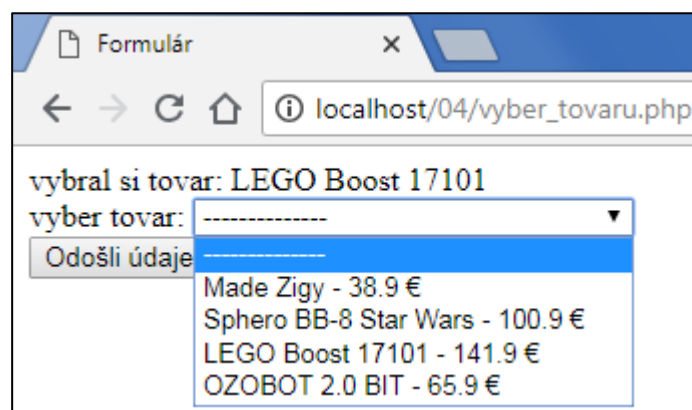 Formulár
localhost/04/vyber_tovaru.php
vybral si tovar: LEGO Boost 17101
vyber tovar: --------------
Odošli údaje
--------------
Made Zigy - 38.9 €
Sphero BB-8 Star Wars - 100.9 €
LEGO Boost 17101 - 141.9 €
OZOBOT 2.0 BIT - 65.9 €